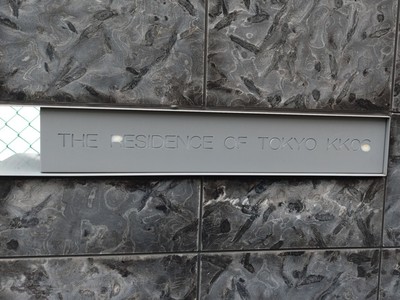 THE RESIDENCE OF TOKYO